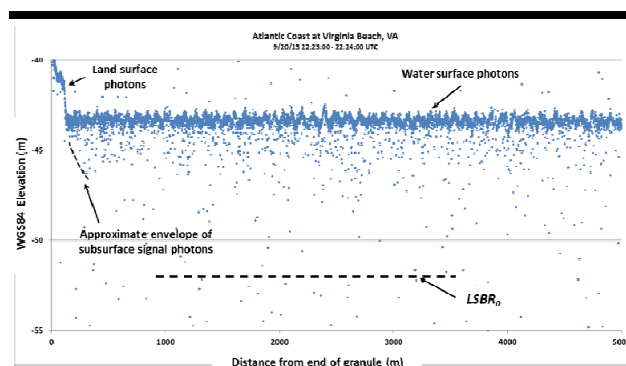 Atlantic Coast at Virginia Beach, VA
9/20/15 22:23:00 - 22:24:00 UTC
-40
Land surface
photons
Water surface photons
-45
WGS84 Elevation (m)
Approximate envelope of
subsurface signal photons
-50
LSBR₀
-55
0
1000
2000
3000
4000
500
Distance from end of granule (m)